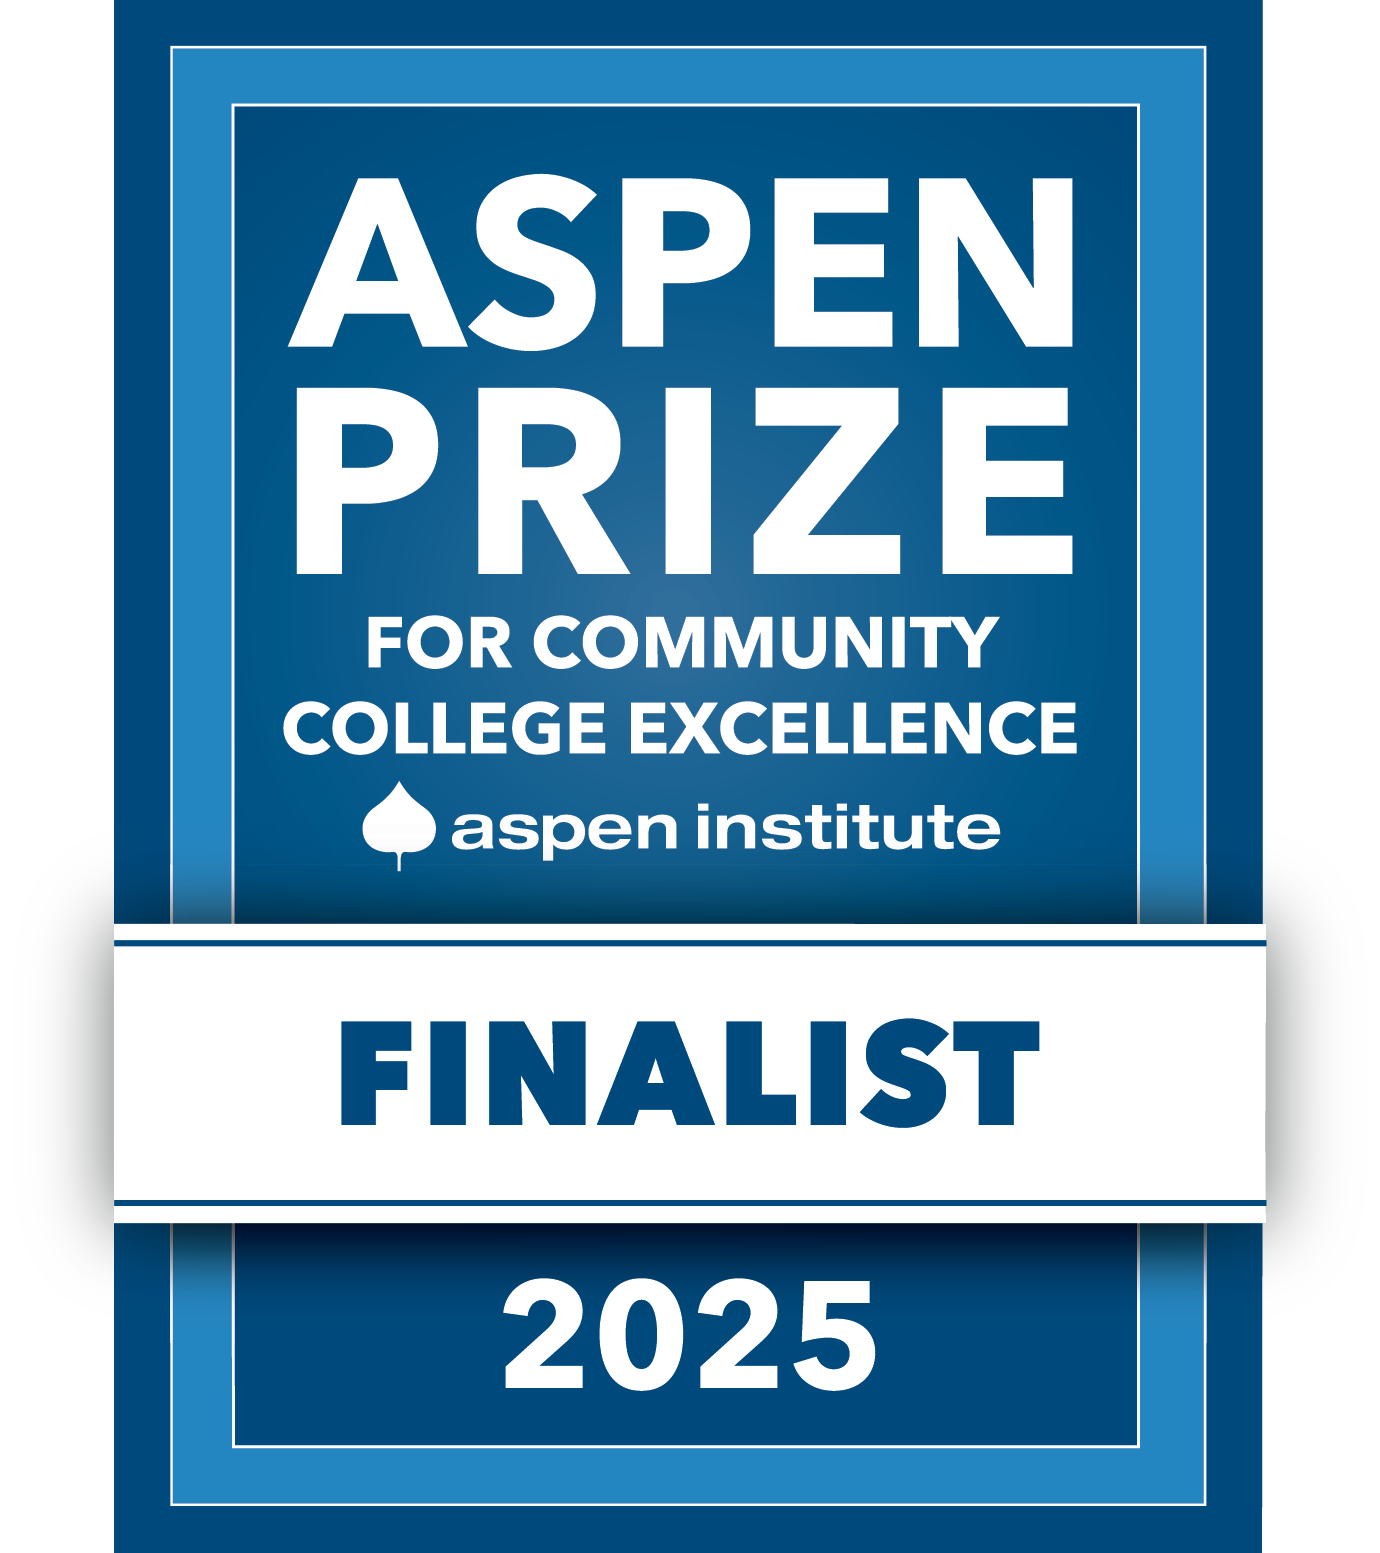 ASPEN
PRIZE
FOR COMMUNITY
COLLEGE EXCELLENCE
aspen institute
FINALIST
2025